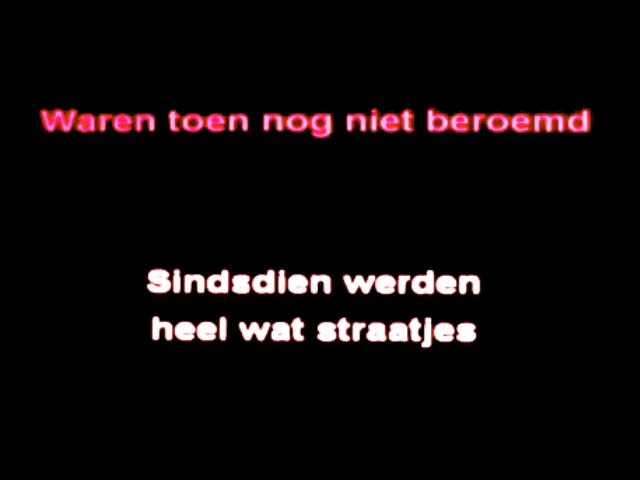 Waren toen nog niet beroemd
Sindsdien werden
heel wat straatjes